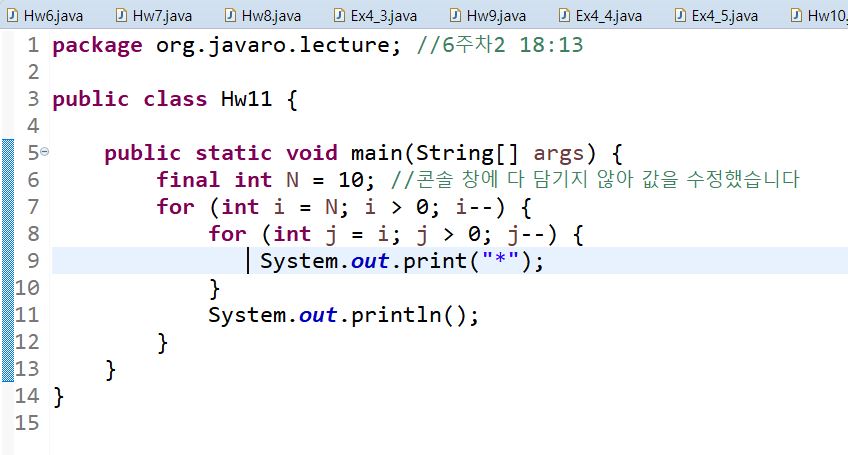 Hw6.java Hw7.java Hw8.java Ex4_3.java Hw9.java Ex4_4.java Ex4_5.java Hw10.
1 package org.javaro.lecture; //6주차2 18:13
2
3 public class Hw11 {
4
5 public static void main(String[] args) {
6 final int N = 10; //콘솔 창에 다 담기지 않아 값을 수정했습니다
7 for (int i = N; i > 0; i--) {
8 for (int j = i; j > 0; j--) {
9 System.out.print("*");
10 }
11 System.out.println();
12 }
13 }
14 }
15